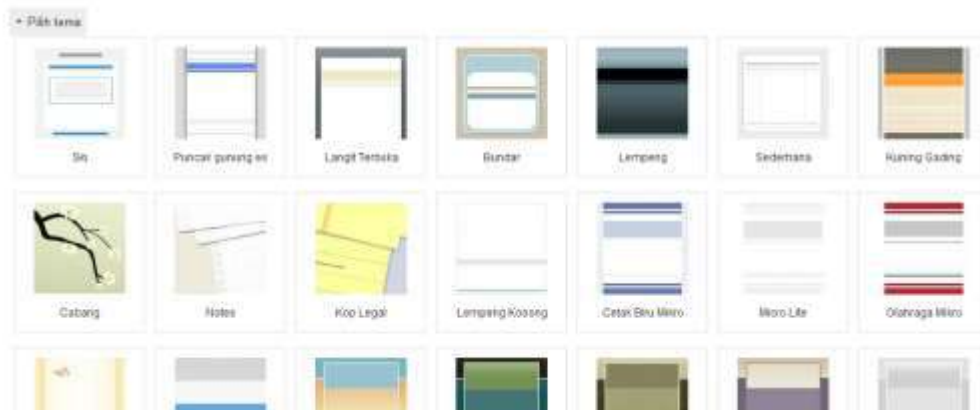 Pilih tema
Sis
Puncak gunung es
Langit Terbuka
Bundar
Lempeng
Sederhana
Kuning Gading
Cabang
Notes
Kop Legal
Lempeng Kosong
Cetak Biru Mikro
Micro Lite
Olahraga Mikro